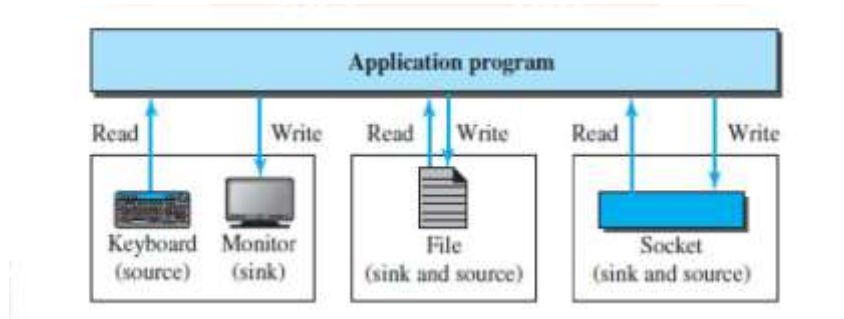 Application program
Read Write Read Write Read Write
Keyboard Monitor File Socket
(source) (sink) (sink and source) (sink and source)